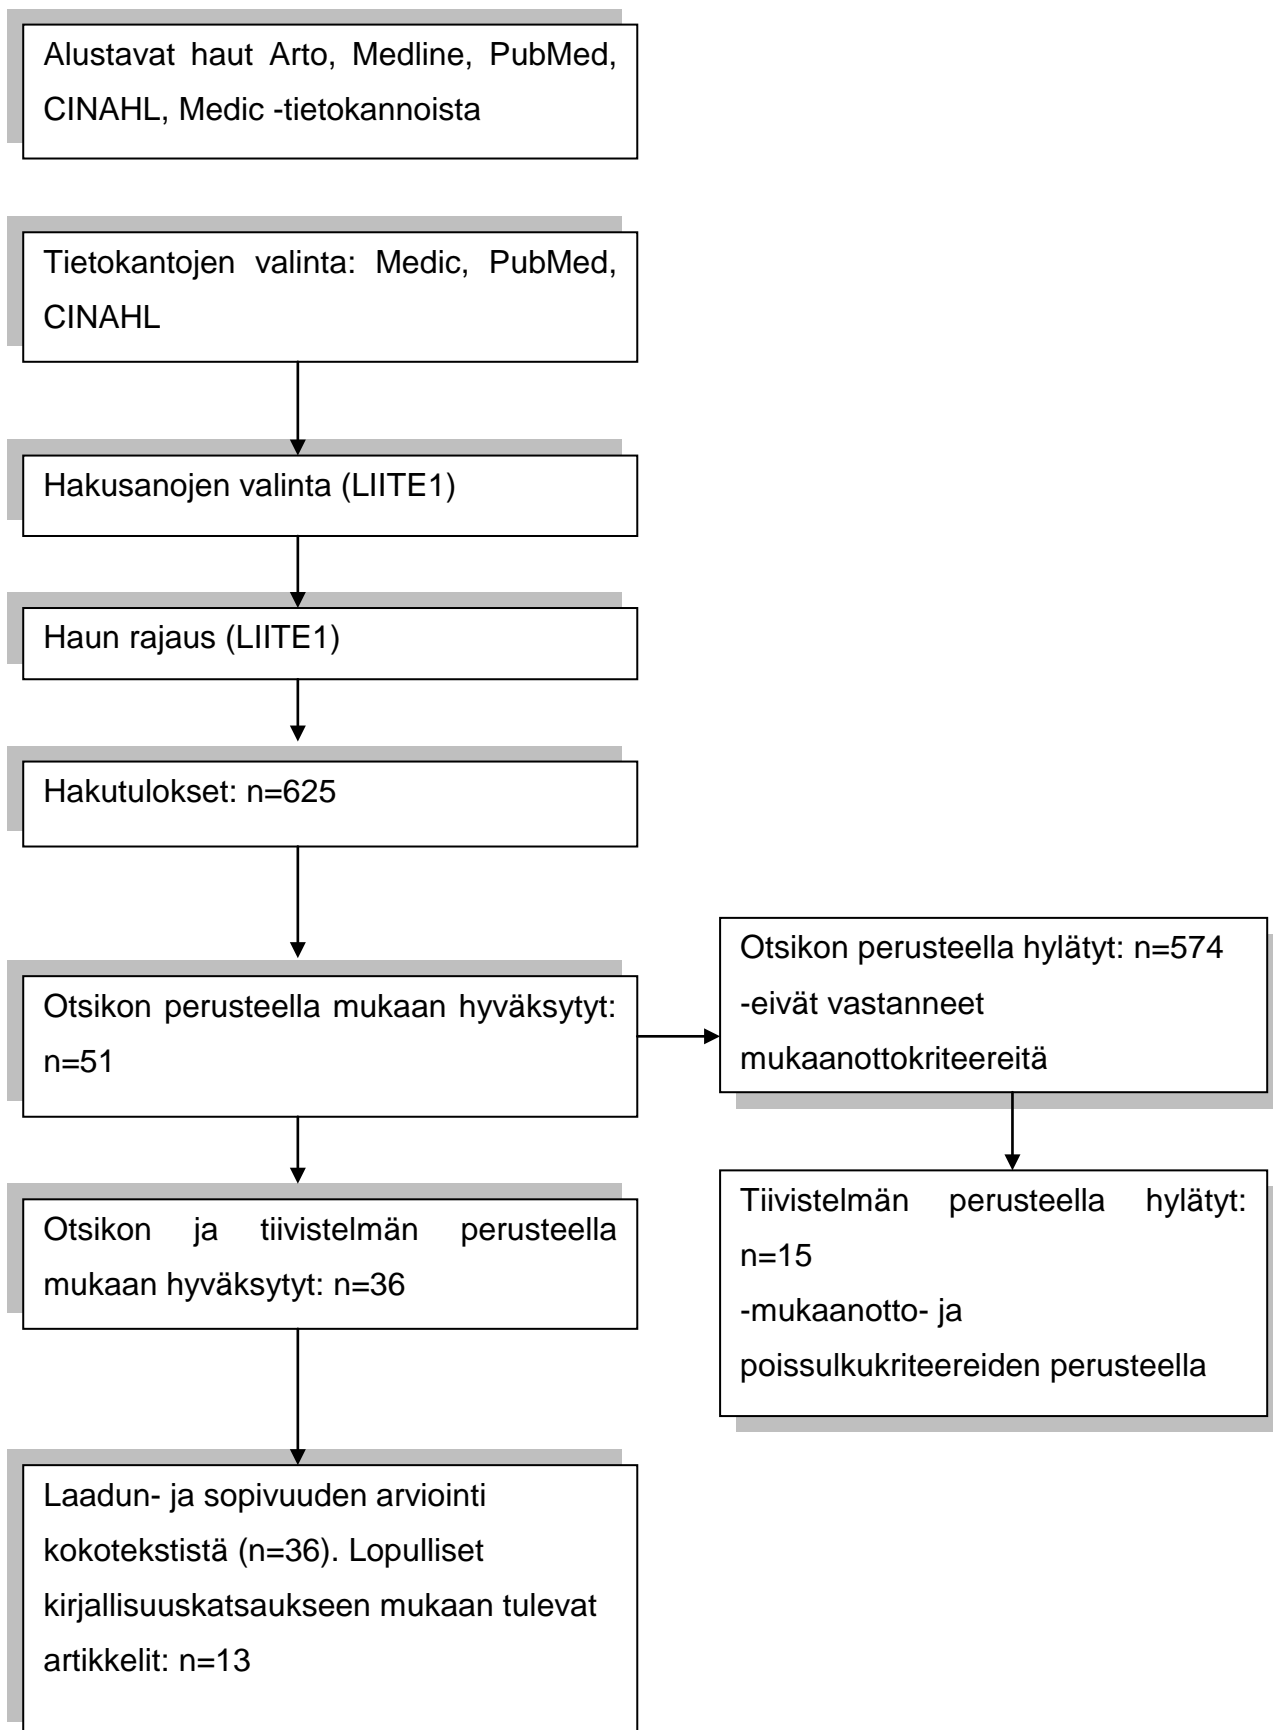 Alustavat haut Arto, Medline, PubMed,
CINAHL, Medic -tietokannoista
Tietokantojen valinta: Medic, PubMed,
CINAHL
Hakusanojen valinta (LIITE1)
Haun rajaus (LIITE1)
Hakutulokset: n=625
Otsikon perusteella mukaan hyväksytyt:
n=51
Otsikon perusteella hylätyt: n=574
-eivät vastanneet
mukaanottokriteereitä
Otsikon ja tiivistelmän perusteella
mukaan hyväksytyt: n=36
Tiivistelmän perusteella hylätyt:
n=15
-mukaanotto- ja
poissulkukriteereiden perusteella
Laadun- ja sopivuuden arviointi
kokotekstistä (n=36). Lopulliset
kirjallisuuskatsaukseen mukaan tulevat
artikkelit: n=13